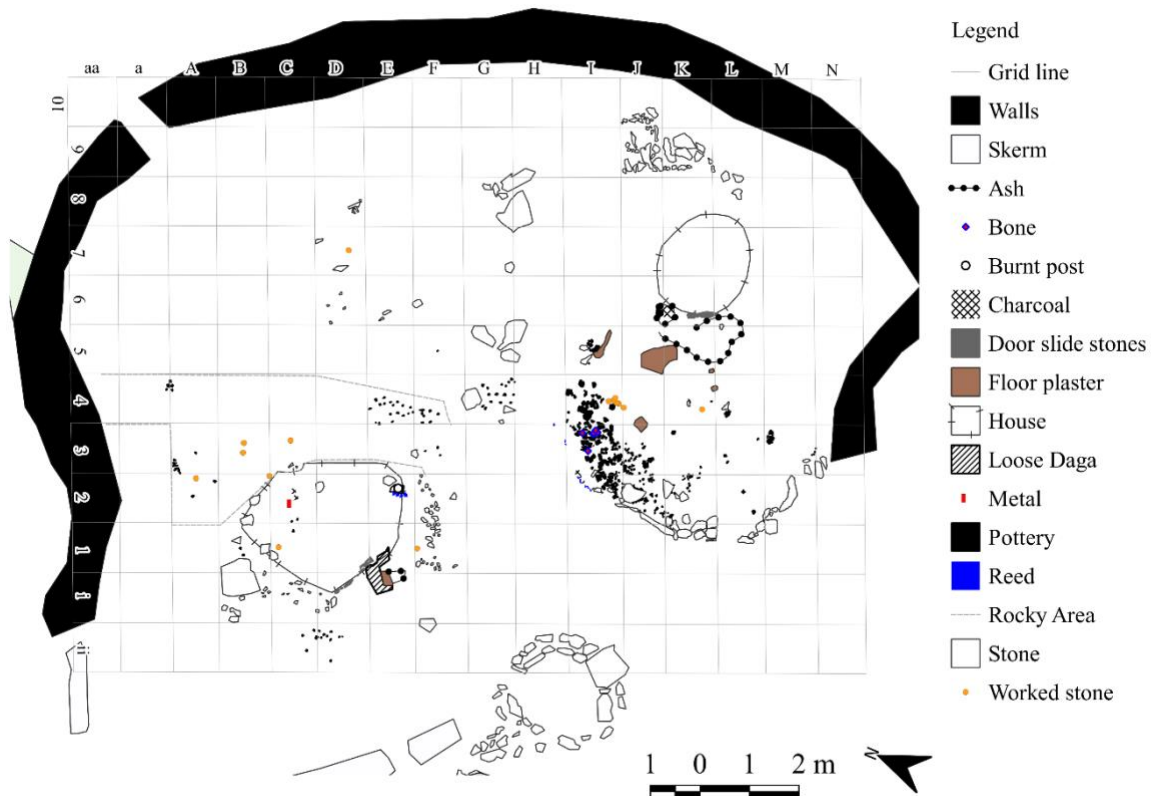 aa a A B C D E F G H I J K L M N
10
9
8
7
6
5
4
3
2
1
i
ii
Legend
Grid line
Walls
Skerm
Ash
Bone
Burnt post
Charcoal
Door slide stones
Floor plaster
House
Loose Daga
Metal
Pottery
Reed
Rocky Area
Stone
Worked stone
1 0 1 2 m
N